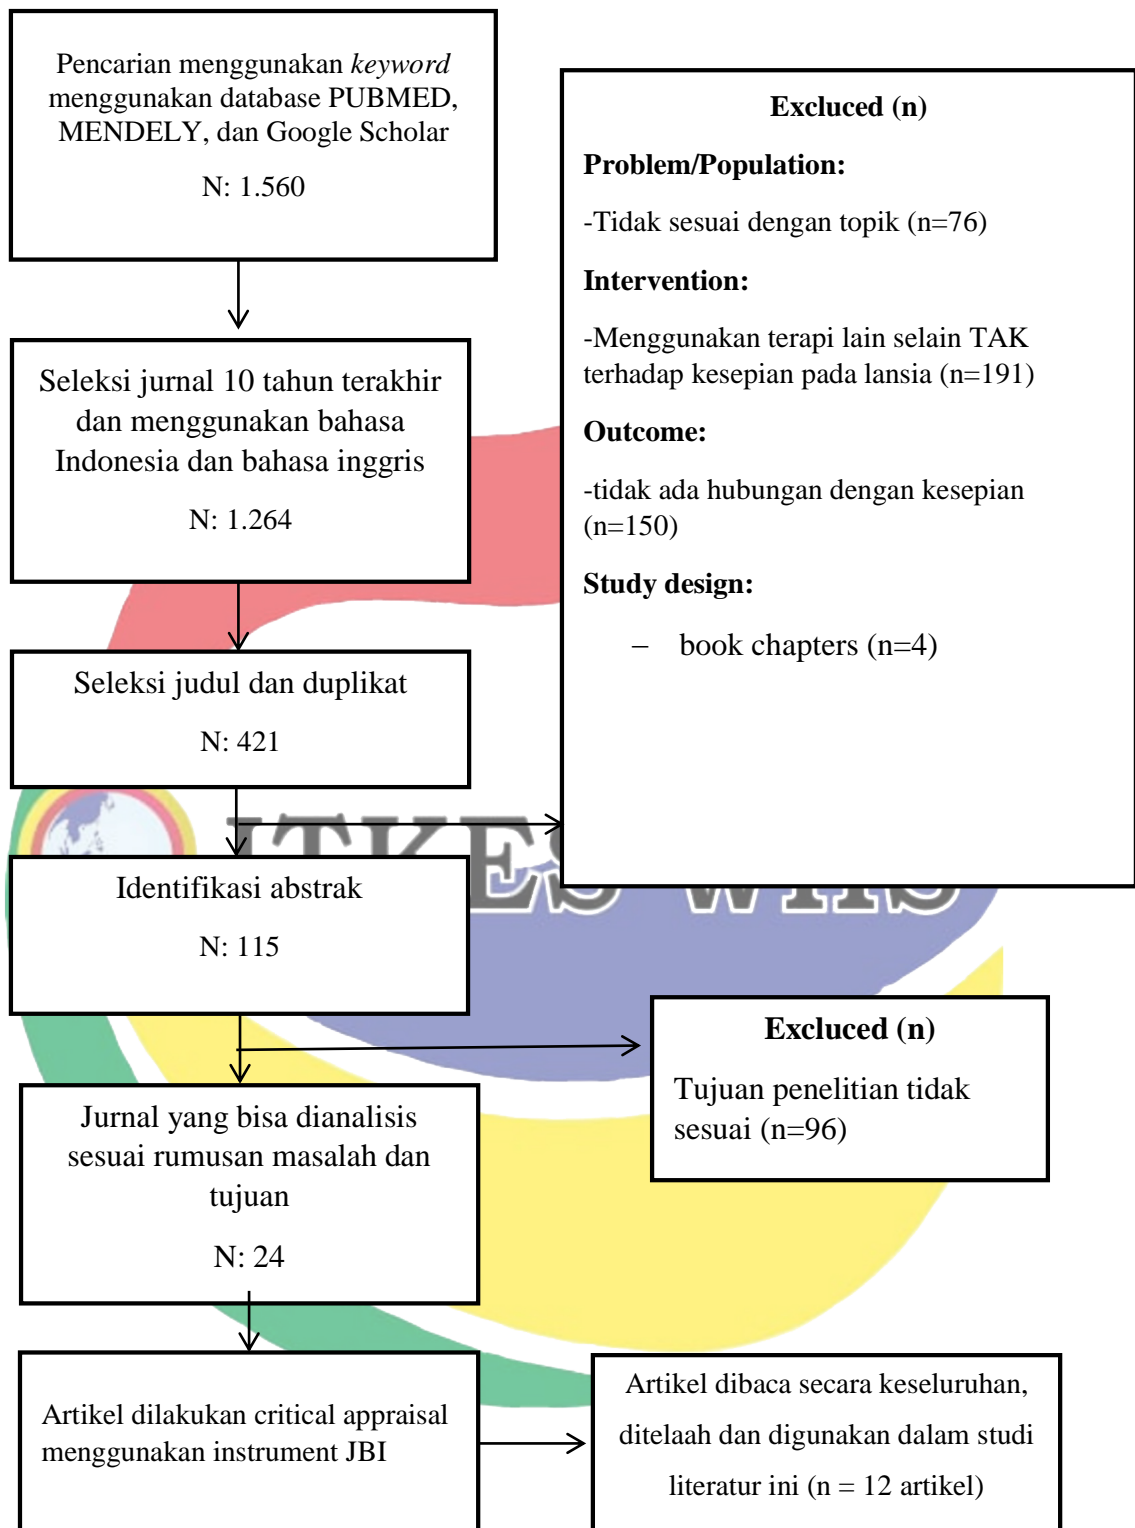 Pencarian menggunakan keyword
menggunakan database PUBMED,
MENDELY, dan Google Scholar
N: 1.560
Excluced (n)
Problem/Population:
-Tidak sesuai dengan topik (n=76)
Intervention:
-Menggunakan terapi lain selain TAK
terhadap kesepian pada lansia (n=191)
Outcome:
-tidak ada hubungan dengan kesepian
(n=150)
Study design:
– book chapters (n=4)
Seleksi jurnal 10 tahun terakhir
dan menggunakan bahasa
Indonesia dan bahasa inggris
N: 1.264
Seleksi judul dan duplikat
N: 421
ITKES WHS
Identifikasi abstrak
N: 115
Excluced (n)
Tujuan penelitian tidak
sesuai (n=96)
Jurnal yang bisa dianalisis
sesuai rumusan masalah dan
tujuan
N: 24
Artikel dilakukan critical appraisal
menggunakan instrument JBI
Artikel dibaca secara keseluruhan,
ditelaah dan digunakan dalam studi
literatur ini (n = 12 artikel)